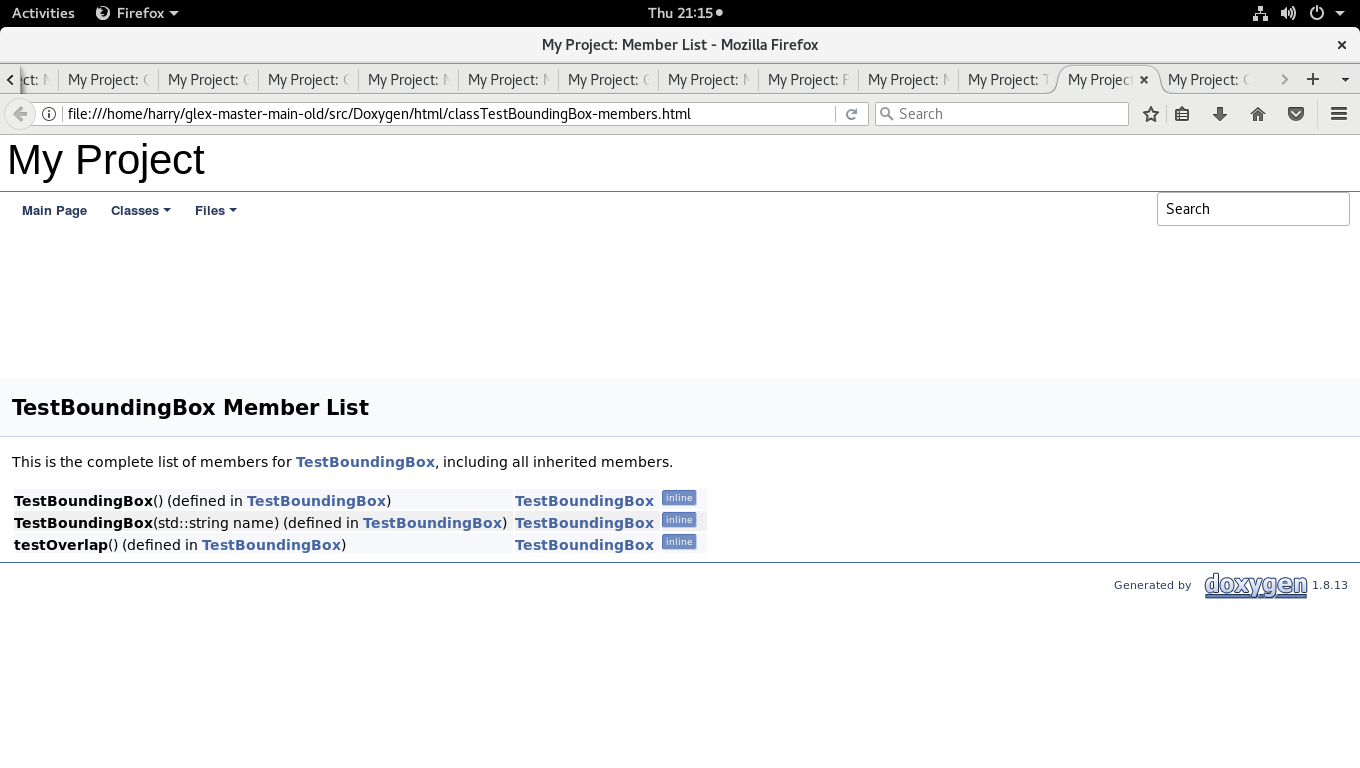 Activities Firefox Thu 21:15
My Project: Member List - Mozilla Firefox
My Project: My Project: My Project: My Project: My Project: My Project: My Project: My Project: My Project: My Project: My Project My Project:
file:///home/harry/glex-master-main-old/src/Doxygen/html/classTestBoundingBox-members.html Search
My Project
Main Page Classes Files Search
TestBoundingBox Member List
This is the complete list of members for TestBoundingBox, including all inherited members.
TestBoundingBox() (defined in TestBoundingBox) TestBoundingBox inline
TestBoundingBox(std::string name) (defined in TestBoundingBox) TestBoundingBox inline
testOverlap() (defined in TestBoundingBox) TestBoundingBox inline
Generated by doxygen 1.8.13